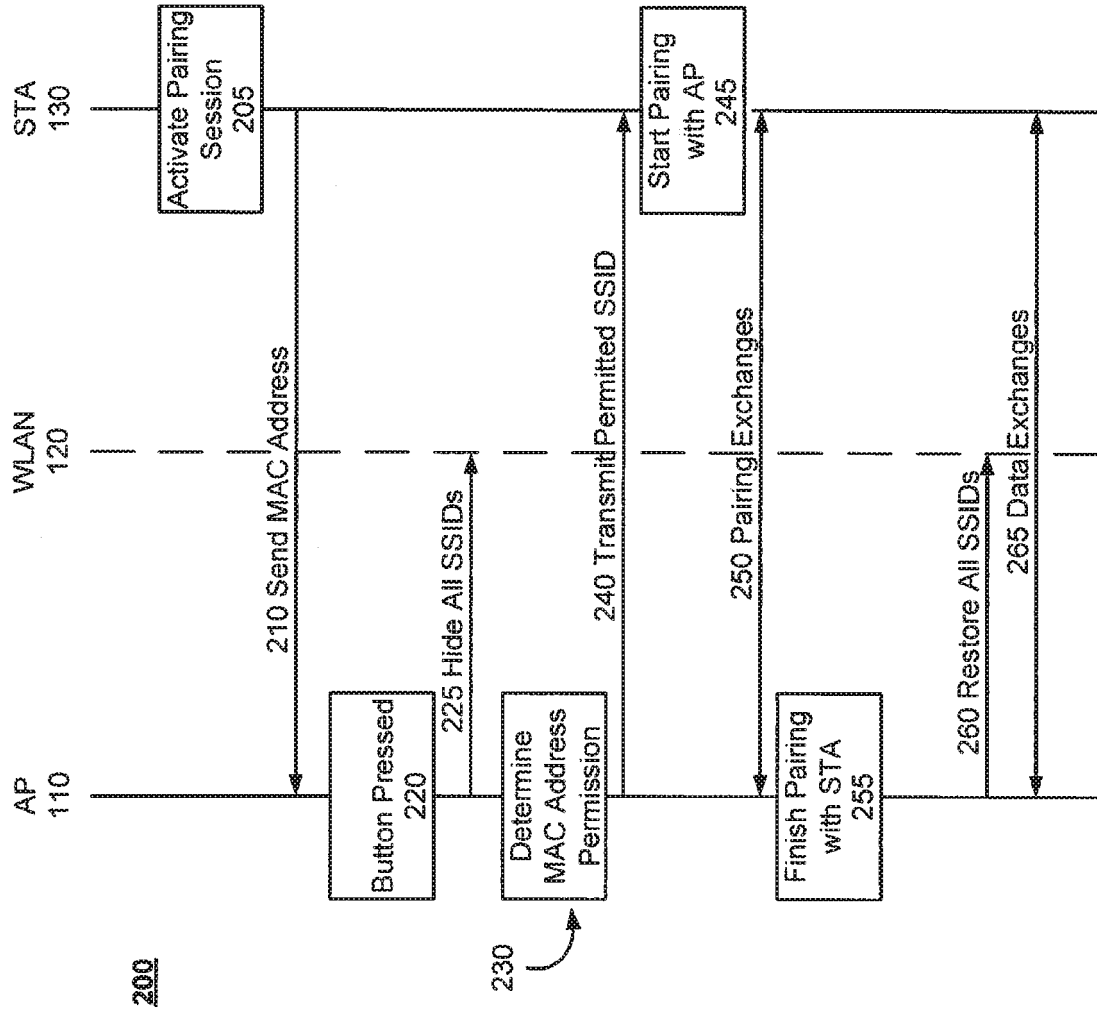 200
AP
110
WLAN
120
STA
130
Activate Pairing
Session
205
210 Send MAC Address
Button Pressed
220
225 Hide All SSIDs
230
Determine
MAC Address
Permission
240 Transmit Permitted SSID
Start Pairing
with AP
245
250 Pairing Exchanges
Finish Pairing
with STA
255
260 Restore All SSIDs
265 Data Exchanges